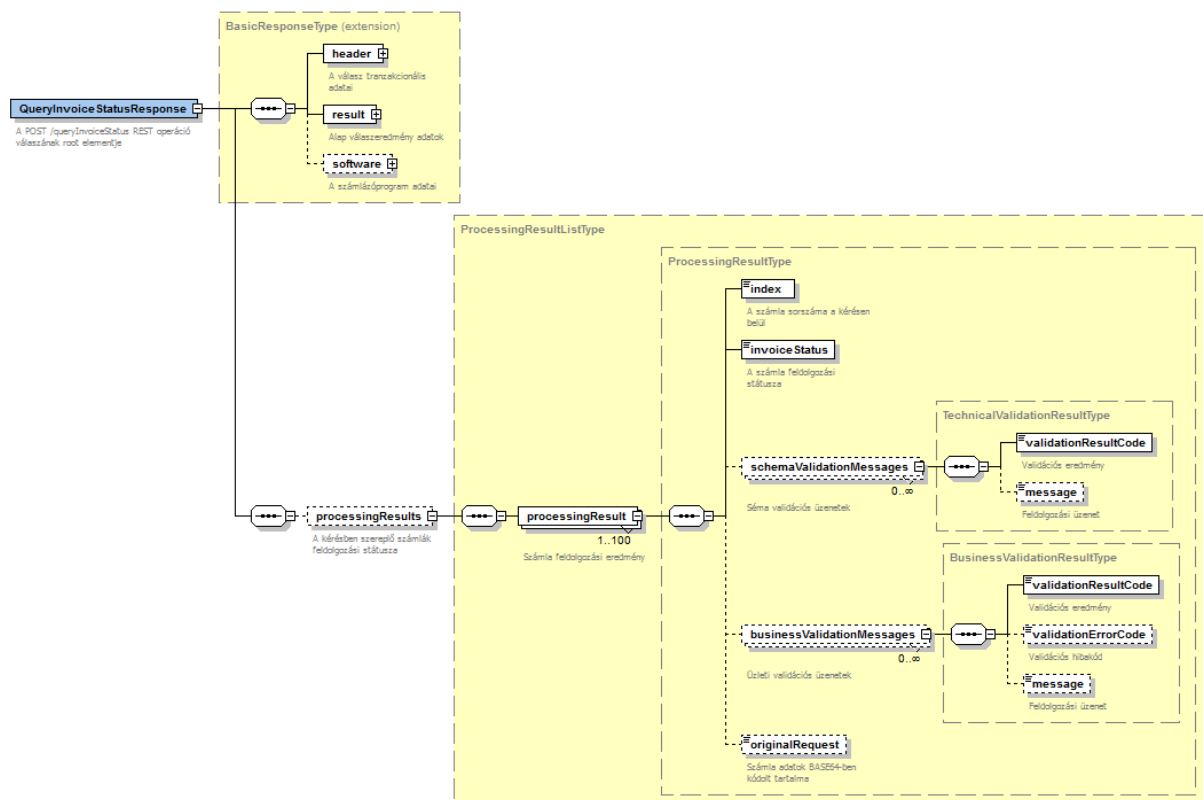 BasicResponseType (extension)
header
A válasz tranzakcionális
adatai
QueryInvoiceStatusResponse
A POST /queryInvoiceStatus REST operáció
válaszának root elementje
result
Alap válaszeredmény adatok
software
A számlázóprogram adatai
ProcessingResultListType
ProcessingResultType
index
A számla sorszáma a kérésen
belül
invoiceStatus
A számla feldolgozási
státusza
TechnicalValidationResultType
validationResultCode
Validációs eredmény
schemaValidationMessages
0..∞
Séma validációs üzenetek
message
Feldolgozási üzenet
processingResults
A kérésben szereplő számlák
feldolgozási státusza
processingResult
1..100
Számla feldolgozási eredmény
BusinessValidationResultType
validationResultCode
Validációs eredmény
businessValidationMessages
0..∞
Üzleti validációs üzenetek
validationErrorCode
Validációs hibakód
message
Feldolgozási üzenet
originalRequest
Számla adatok BASE64-ben
kódolt tartalma